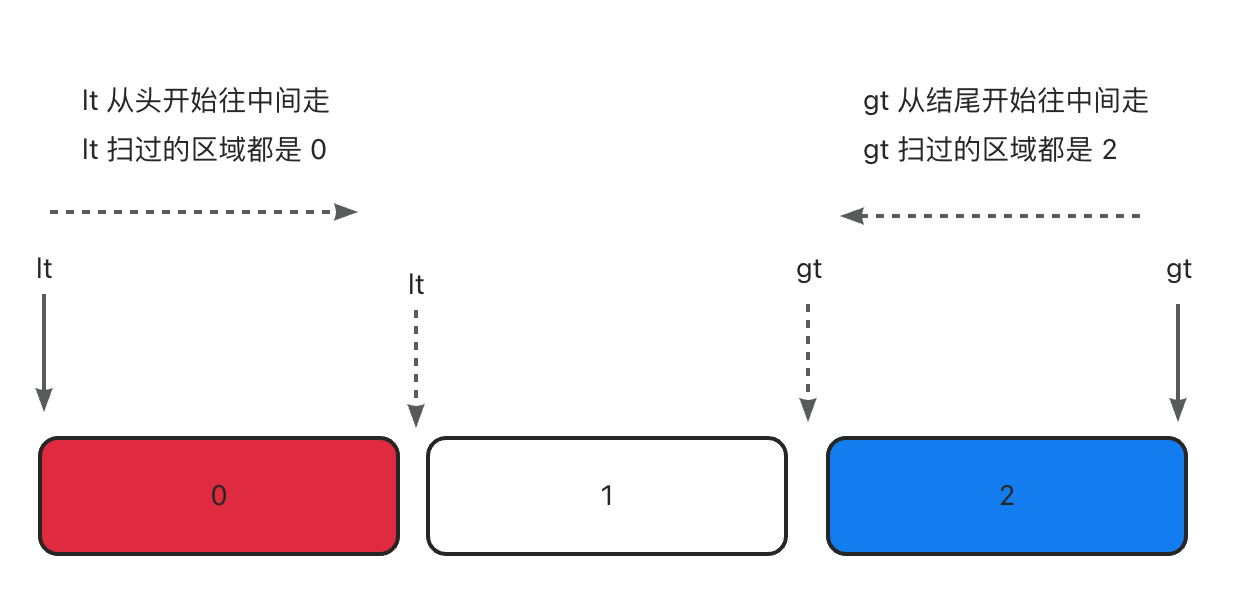 lt 从头开始往中间走
lt 扫过的区域都是 0
gt 从结尾开始往中间走
gt 扫过的区域都是 2
lt
lt
gt
gt
0
1
2